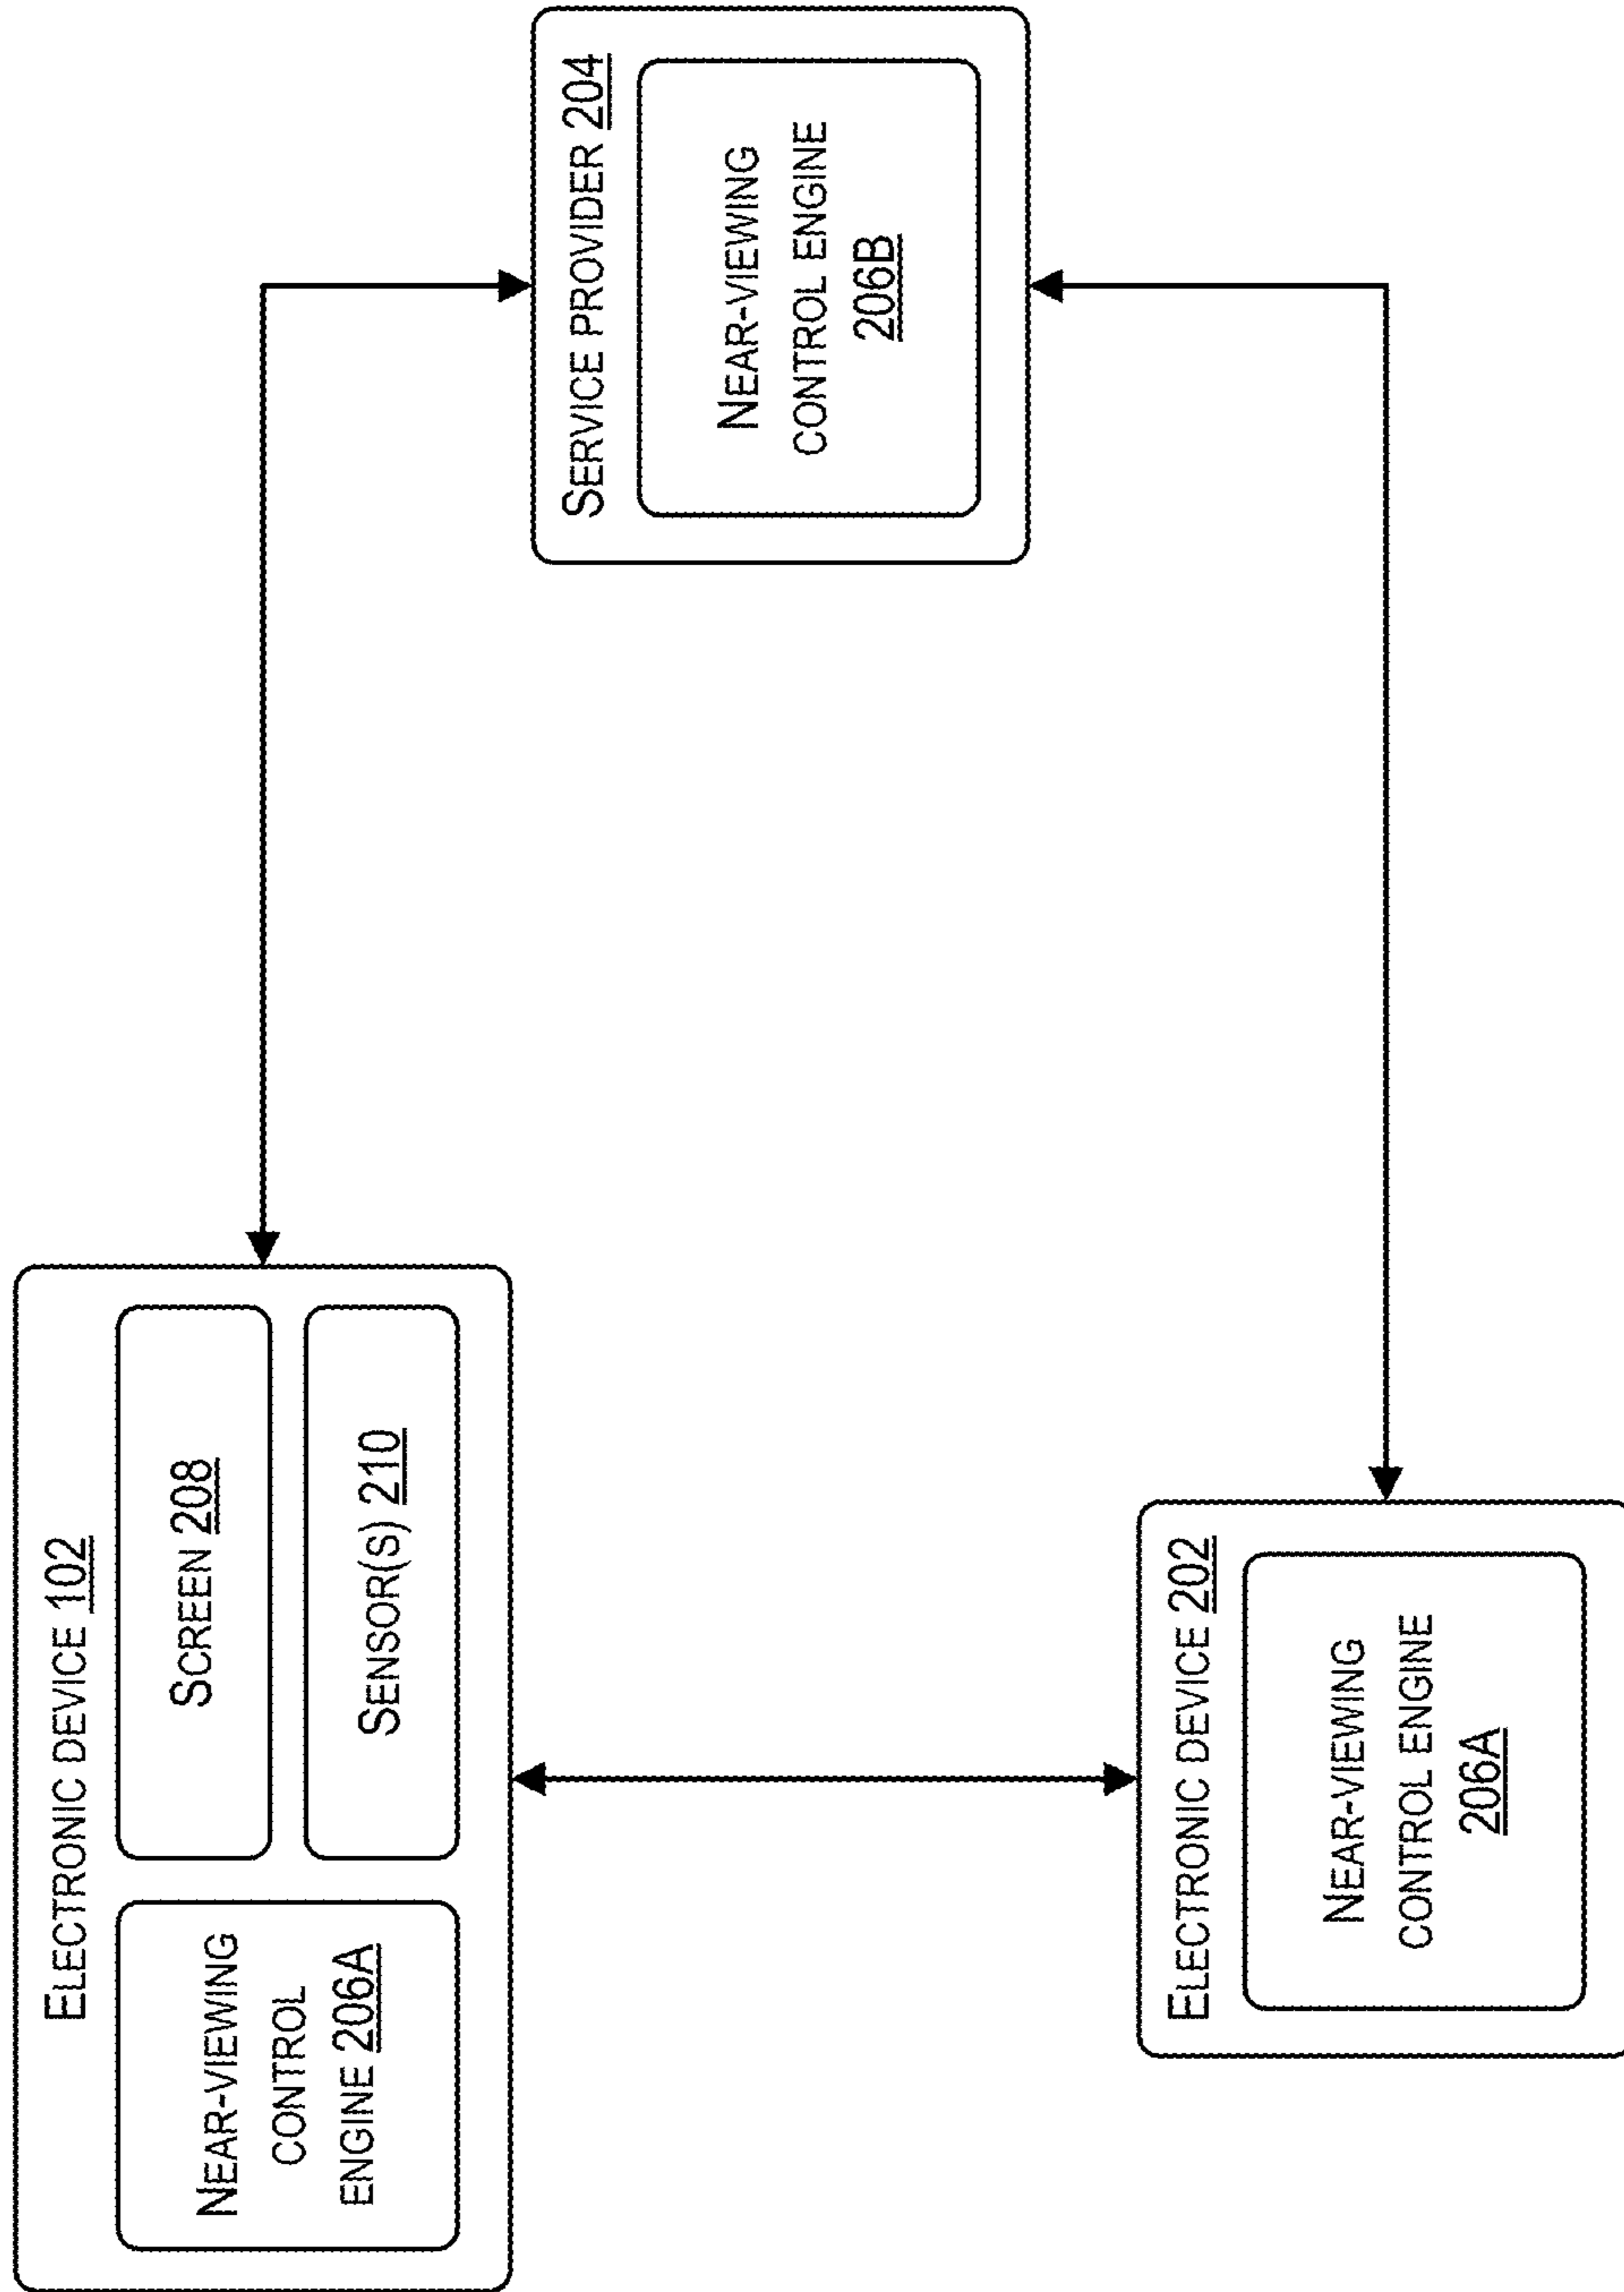 ELECTRONIC DEVICE 102
NEAR-VIEWING
CONTROL
ENGINE 206A
SCREEN 208
SENSOR(S) 210
SERVICE PROVIDER 204
NEAR-VIEWING
CONTROL ENGINE
206B
ELECTRONIC DEVICE 202
NEAR-VIEWING
CONTROL ENGINE
206A